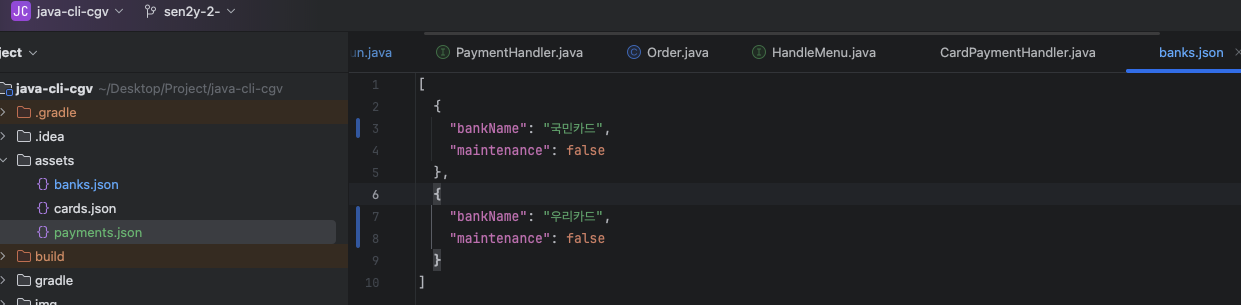 JC java-cli-cgv sen2y-2-
ject
un.java PaymentHandler.java Order.java HandleMenu.java CardPaymentHandler.java banks.json
java-cli-cgv ~/Desktop/Project/java-cli-cgv
.gradle
.idea
assets
banks.json
cards.json
payments.json
build
gradle
img
1 [
2 {
3 "bankName": "국민카드",
4 "maintenance": false
5 },
6 {
7 "bankName": "우리카드",
8 "maintenance": false
9 }
10 ]